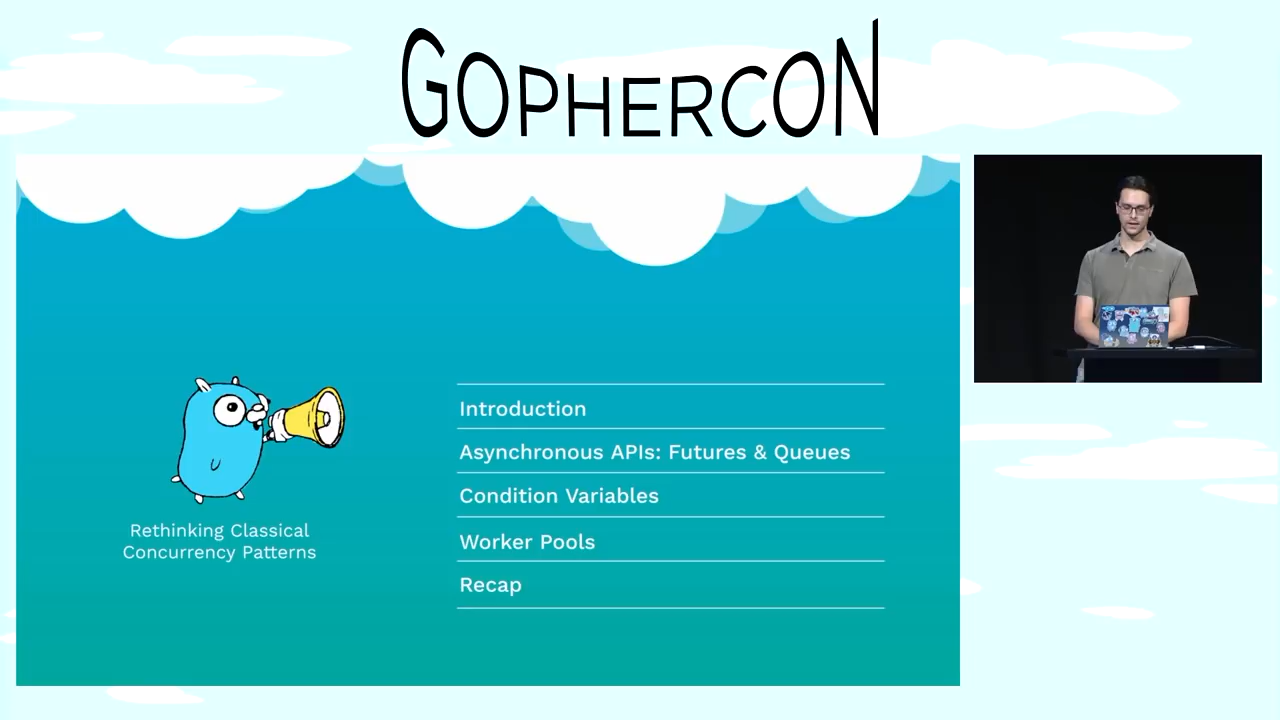 GOPHERCON
Rethinking Classical
Concurrency Patterns
Introduction
Asynchronous APIs: Futures & Queues
Condition Variables
Worker Pools
Recap